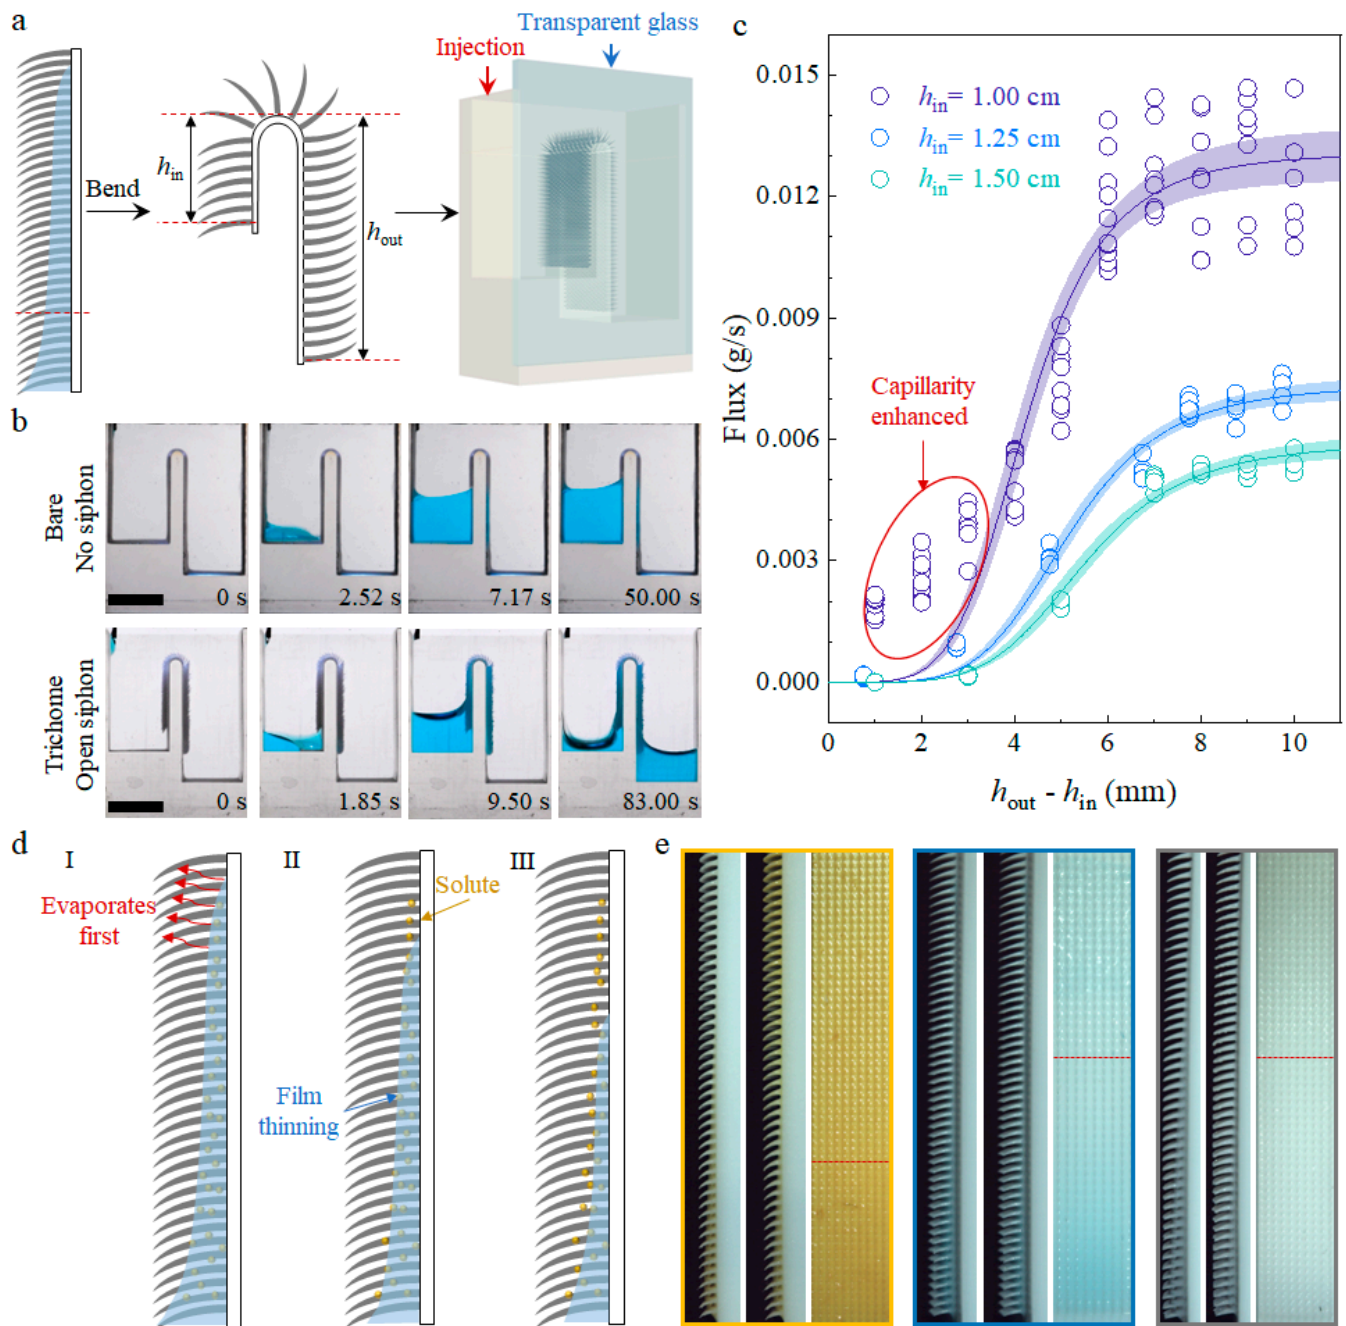 a
Transparent glass
Injection
h_in
Bend
h_out
b
Bare
No siphon
0 s
2.52 s
7.17 s
50.00 s
Trichome
Open siphon
0 s
1.85 s
9.50 s
83.00 s
c
0.015
0.012
0.009
0.006
0.003
0.000
Flux (g/s)
h_in = 1.00 cm
h_in = 1.25 cm
h_in = 1.50 cm
Capillarity
enhanced
0
2
4
6
8
10
h_out - h_in (mm)
d
I
II
III
Evaporates
first
Solute
Film
thinning
e